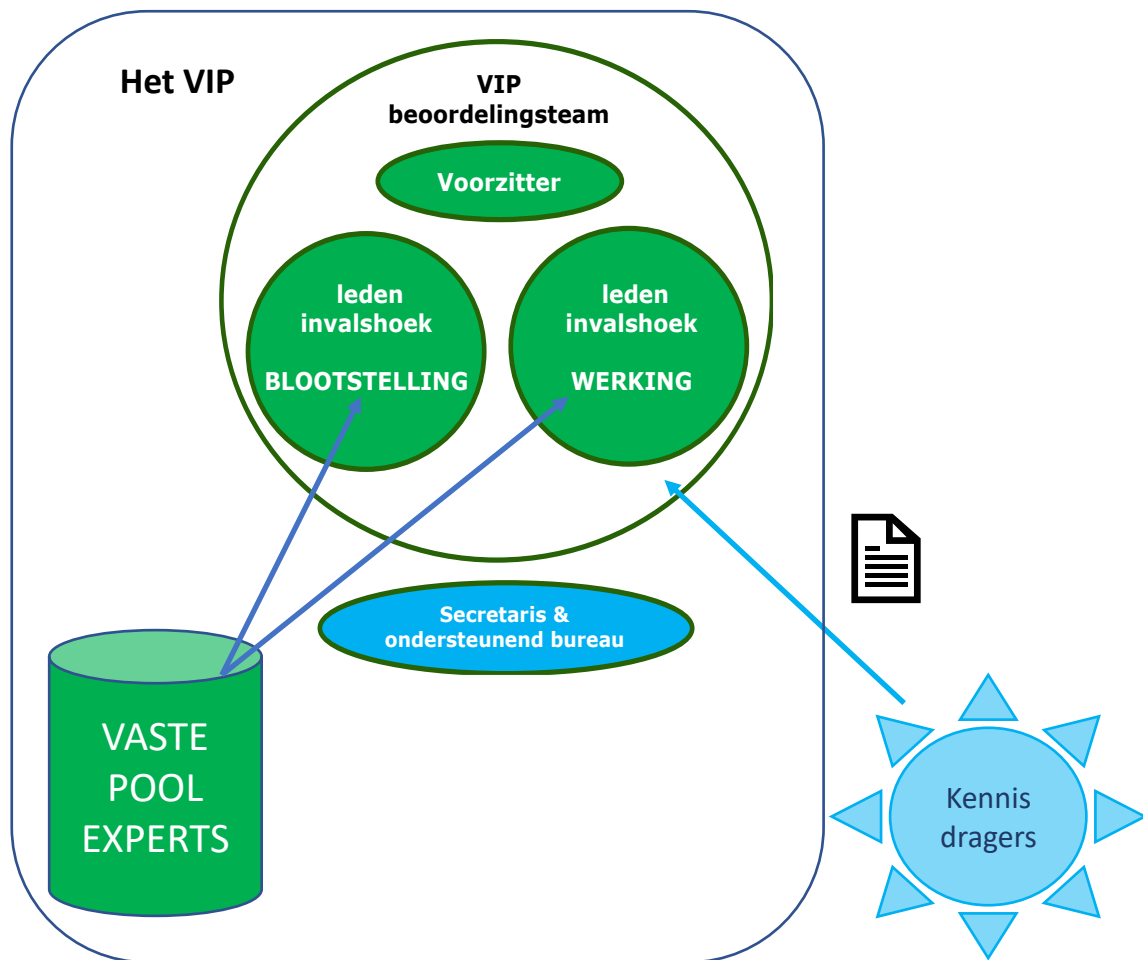 Het VIP
VIP
beoordelingsteam
Voorzitter
leden
invalshoek
BLOOTSTELLING
leden
invalshoek
WERKING
Secretaris &
ondersteunend bureau
VASTE
POOL
EXPERTS
Kennis
dragers